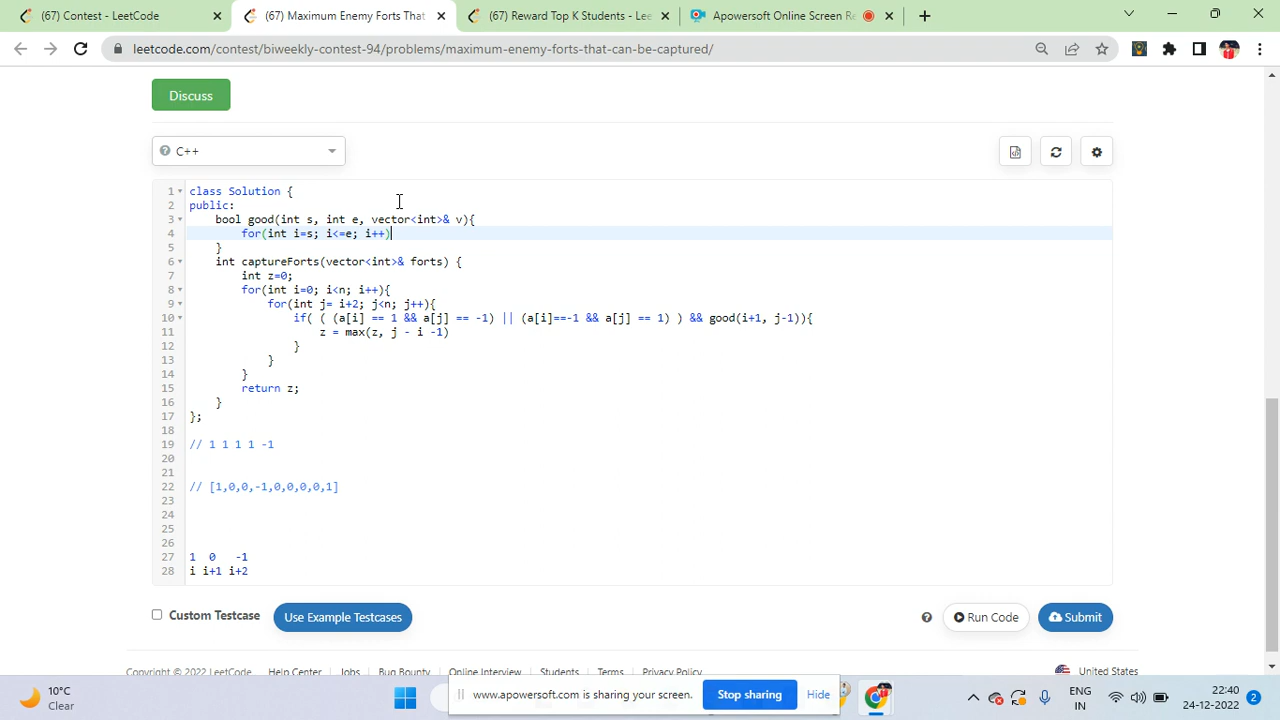 (67) Contest - LeetCode
(67) Maximum Enemy Forts That
(67) Reward Top K Students - Lee
Apowersoft Online Screen Re
leetcode.com/contest/biweekly-contest-94/problems/maximum-enemy-forts-that-can-be-captured/
Discuss
C++
1 class Solution {
2 public:
3     bool good(int s, int e, vector<int>& v){
4         for(int i=s; i<=e; i++)
5     }
6     int captureForts(vector<int>& forts) {
7         int z=0;
8         for(int i=0; i<n; i++){
9             for(int j= i+2; j<n; j++){
10                 if( ( (a[i] == 1 && a[j] == -1) || (a[i]==-1 && a[j] == 1) ) && good(i+1, j-1)){
11                     z = max(z, j - i -1)
12                 }
13             }
14         }
15         return z;
16     }
17 };
18
19 // 1 1 1 1 -1
20
21
22 // [1,0,0,-1,0,0,0,0,1]
23
24
25
26
27 1  0   -1
28 i i+1 i+2
Custom Testcase
Use Example Testcases
Run Code
Submit
Copyright © 2022 LeetCode
Help Center
Jobs
Bug Bounty
Online Interview
Students
Terms
Privacy Policy
United States
www.apowersoft.com is sharing your screen.
Stop sharing
Hide
10°C
Clear
ENG
IN
22:40
24-12-2022
2